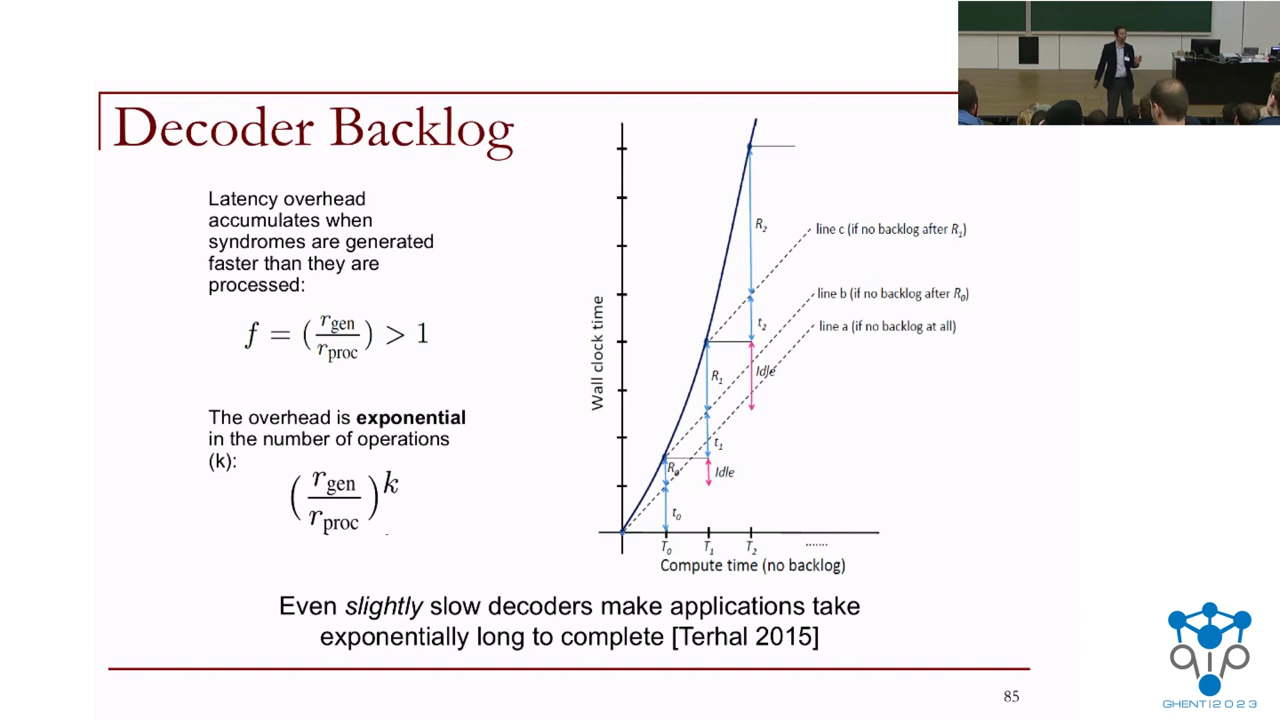 Decoder Backlog
Latency overhead
accumulates when
syndromes are generated
faster than they are
processed:
f = (r_gen / r_proc) > 1
The overhead is exponential
in the number of operations
(k):
(r_gen / r_proc)^k
Wall clock time
R₂
line c (if no backlog after R₁)
line b (if no backlog after R₀)
t₂
line a (if no backlog at all)
R₁
Idle
t₁
R₀
Idle
t₀
T₀ T₁ T₂ .......
Compute time (no backlog)
Even slightly slow decoders make applications take
exponentially long to complete [Terhal 2015]
85
qip
GHENT|2023